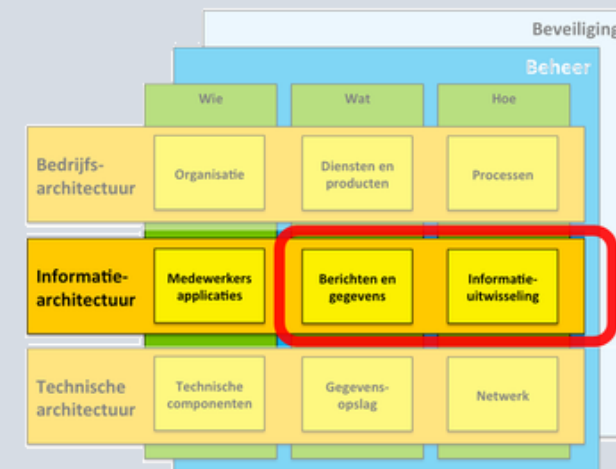 Beveiliging
Beheer
Wie
Wat
Hoe
Bedrijfs-
architectuur
Organisatie
Diensten en
producten
Processen
Informatie-
architectuur
Medewerkers
applicaties
Berichten en
gegevens
Informatie-
uitwisseling
Technische
architectuur
Technische
componenten
Gegevens-
opslag
Netwerk